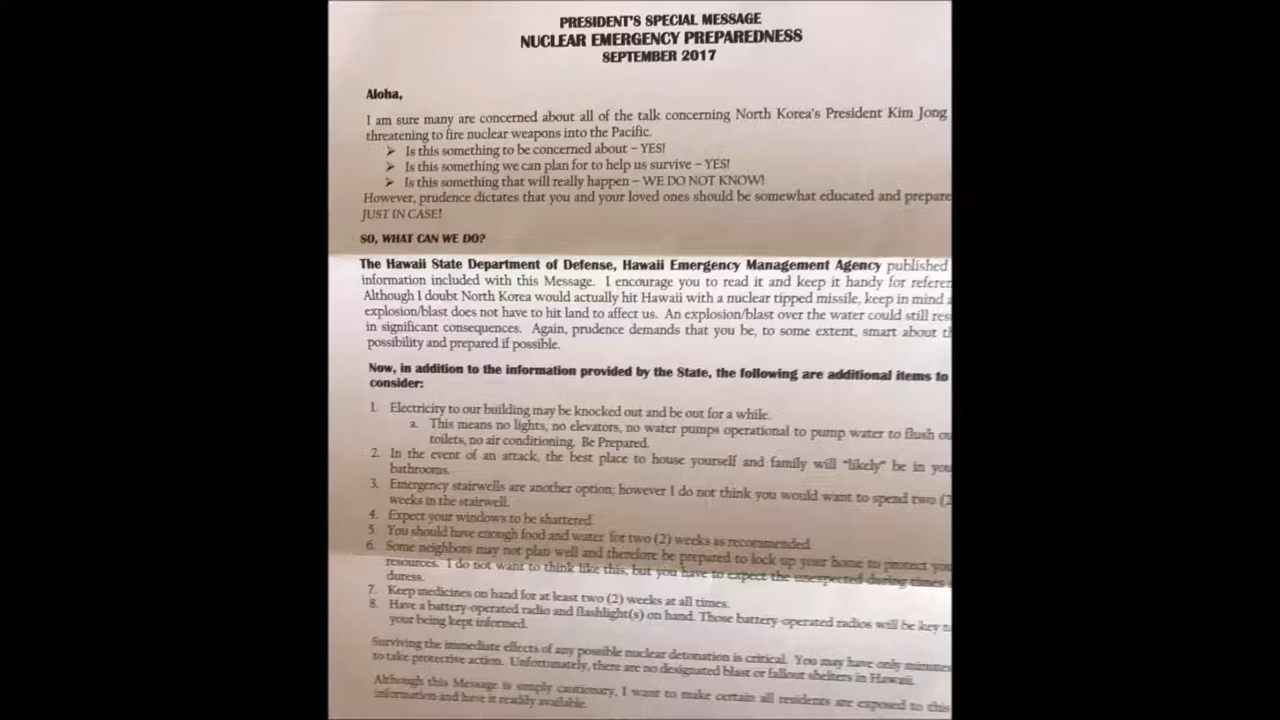 PRESIDENT'S SPECIAL MESSAGE
NUCLEAR EMERGENCY PREPAREDNESS
SEPTEMBER 2017
Aloha,
I am sure many are concerned about all of the talk concerning North Korea's President Kim Jong
threatening to fire nuclear weapons into the Pacific.
➢ Is this something to be concerned about – YES!
➢ Is this something we can plan for to help us survive – YES!
➢ Is this something that will really happen – WE DO NOT KNOW!
However, prudence dictates that you and your loved ones should be somewhat educated and prepare
JUST IN CASE!
SO, WHAT CAN WE DO?
The Hawaii State Department of Defense, Hawaii Emergency Management Agency published
information included with this Message. I encourage you to read it and keep it handy for referen
Although I doubt North Korea would actually hit Hawaii with a nuclear tipped missile, keep in mind a
explosion/blast does not have to hit land to affect us. An explosion/blast over the water could still resu
in significant consequences. Again, prudence demands that you be, to some extent, smart about th
possibility and prepared if possible.
Now, in addition to the information provided by the State, the following are additional items to
consider:
1. Electricity to our building may be knocked out and be out for a while.
a. This means no lights, no elevators, no water pumps operational to pump water to flush ou
toilets, no air conditioning. Be Prepared.
2. In the event of an attack, the best place to house yourself and family will "likely" be in you
bathrooms.
3. Emergency stairwells are another option; however I do not think you would want to spend two (2
weeks in the stairwell.
4. Expect your windows to be shattered.
5. You should have enough food and water for two (2) weeks as recommended.
6. Some neighbors may not plan well and therefore be prepared to lock up your home to protect you
resources. I do not want to think like this, but you have to expect the unexpected during times
duress.
7. Keep medicines on hand for at least two (2) weeks at all times.
8. Have a battery-operated radio and flashlight(s) on hand. Those battery-operated radios will be key
your being kept informed.
Surviving the immediate effects of any possible nuclear detonation is critical. You may have only minutes
to take protective action. Unfortunately, there are no designated blast or fallout shelters in Hawaii.
Although this Message is simply cautionary, I want to make certain all residents are exposed to this
information and have it readily available.